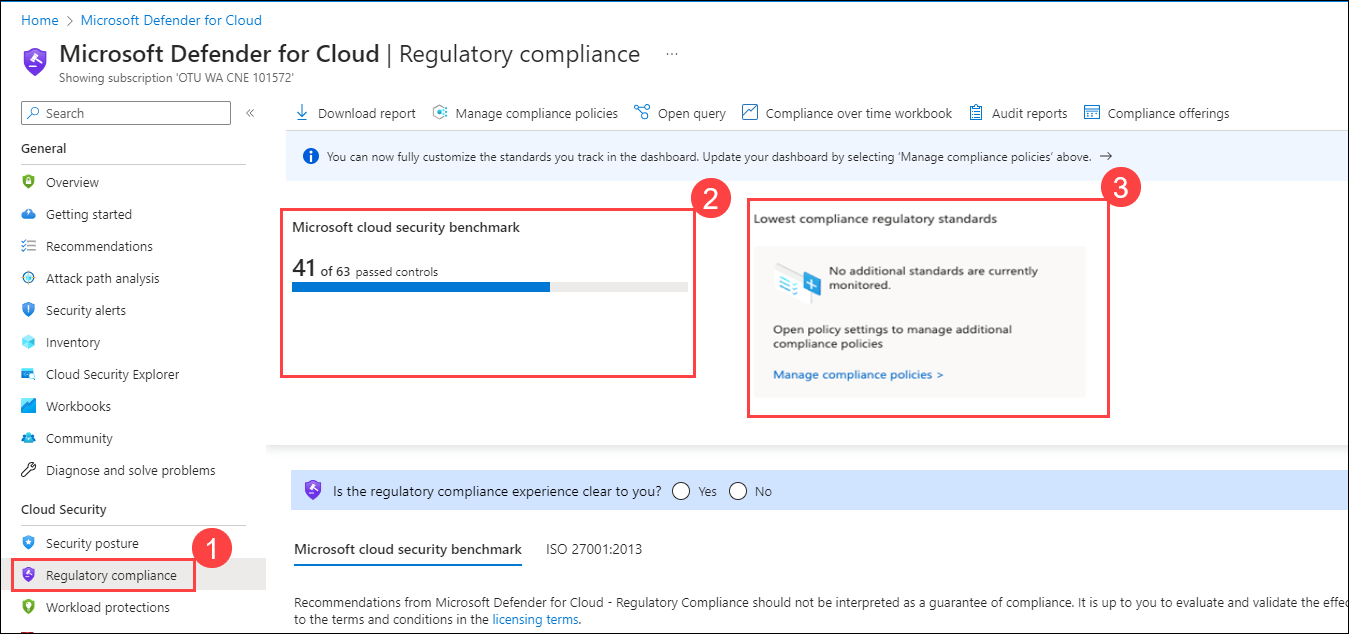 Home > Microsoft Defender for Cloud
Microsoft Defender for Cloud | Regulatory compliance ...
Showing subscription 'OTU WA CNE 101572'
Search «
General
Overview
Getting started
Recommendations
Attack path analysis
Security alerts
Inventory
Cloud Security Explorer
Workbooks
Community
Diagnose and solve problems
Cloud Security
Security posture
1
Regulatory compliance
Workload protections
Download report Manage compliance policies Open query Compliance over time workbook Audit reports Compliance offerings
You can now fully customize the standards you track in the dashboard. Update your dashboard by selecting 'Manage compliance policies' above. →
2
Microsoft cloud security benchmark
41 of 63 passed controls
3
Lowest compliance regulatory standards
No additional standards are currently
monitored.
Open policy settings to manage additional
compliance policies
Manage compliance policies >
Is the regulatory compliance experience clear to you? Yes No
Microsoft cloud security benchmark ISO 27001:2013
Recommendations from Microsoft Defender for Cloud - Regulatory Compliance should not be interpreted as a guarantee of compliance. It is up to you to evaluate and validate the effe
to the terms and conditions in the licensing terms.